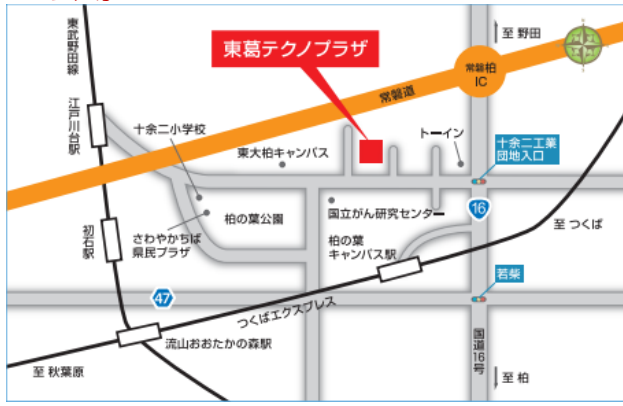 至 野田
東武野田線
東葛テクノプラザ
常磐柏
IC
常磐道
江戸川台駅
十余二小学校
トーイン
十余二工業
団地入口
東大柏キャンパス
16
国立がん研究センター
柏の葉公園
至 つくば
初石駅
さわやかちば
県民プラザ
柏の葉
キャンパス駅
若柴
47
つくばエクスプレス
流山おおたかの森駅
国道16号
至 秋葉原
至 柏